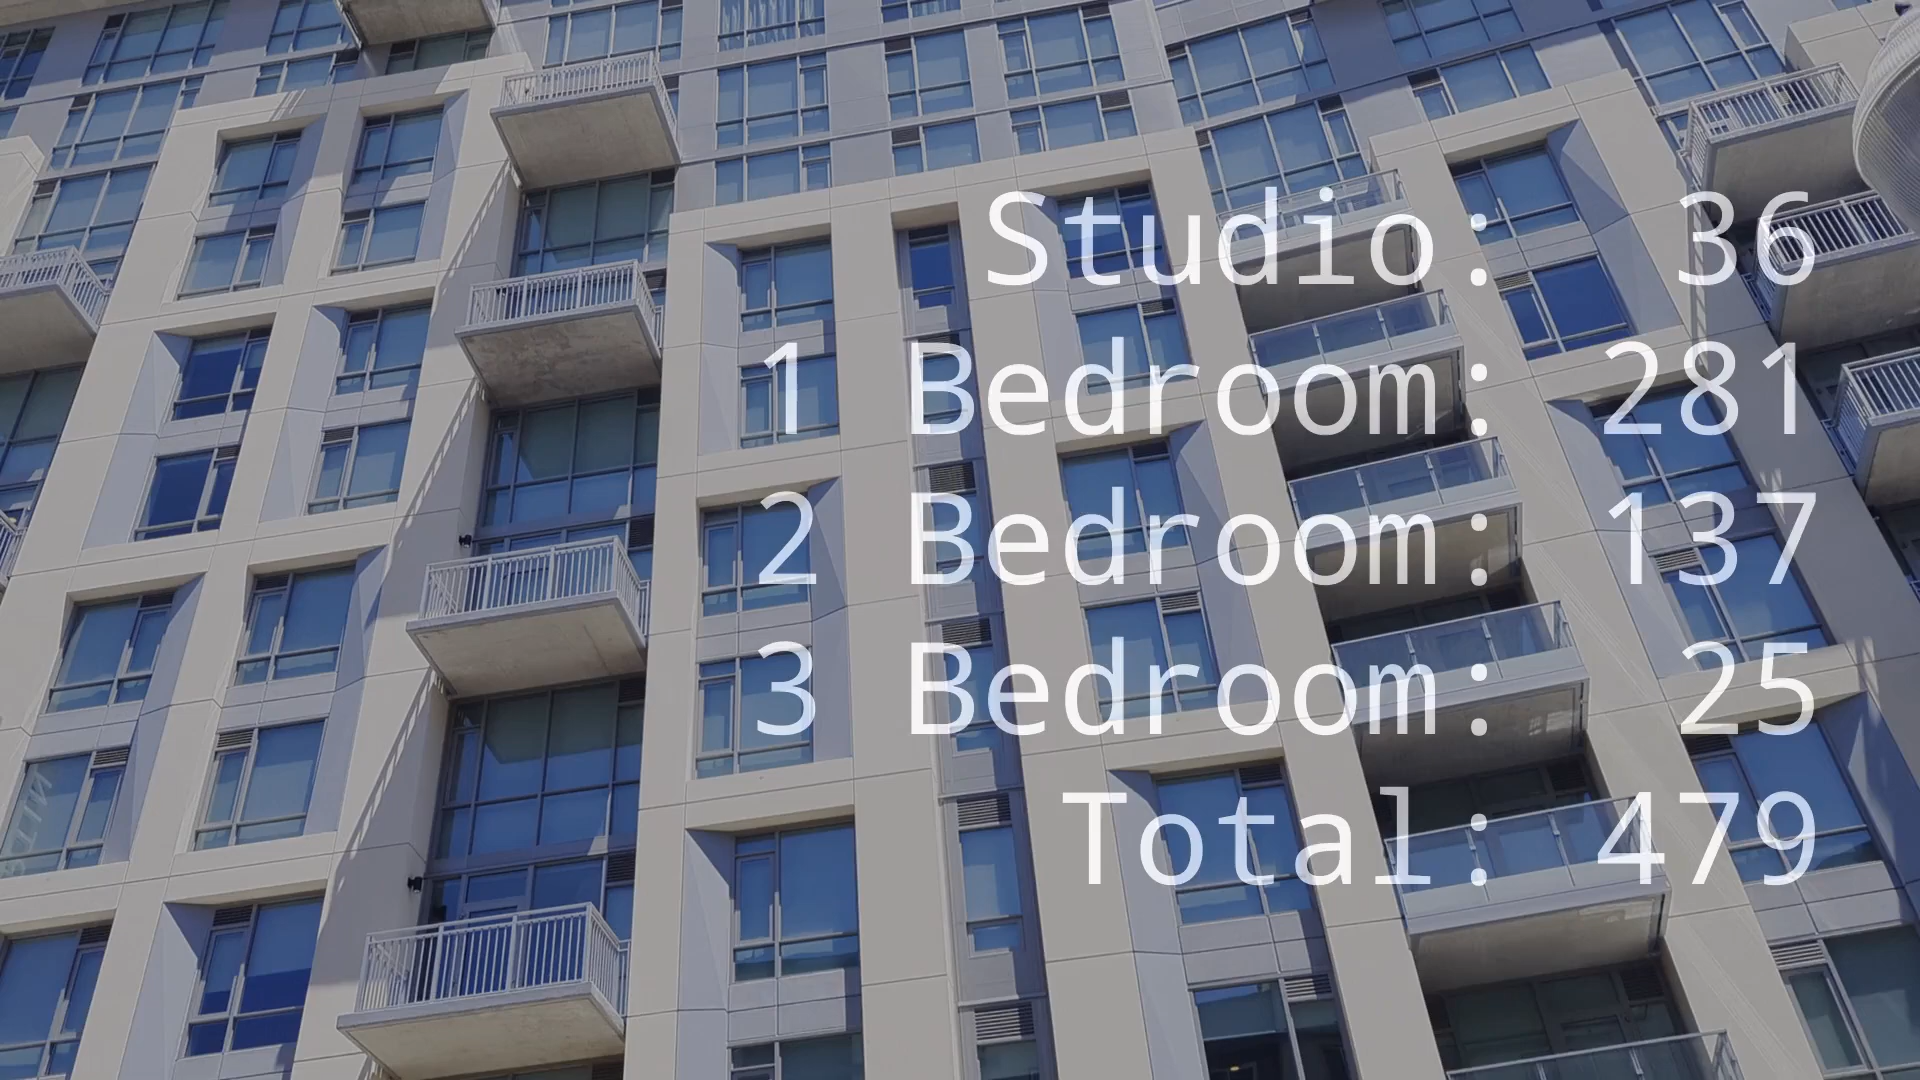 Studio: 36
1 Bedroom: 281
2 Bedroom: 137
3 Bedroom: 25
Total: 479